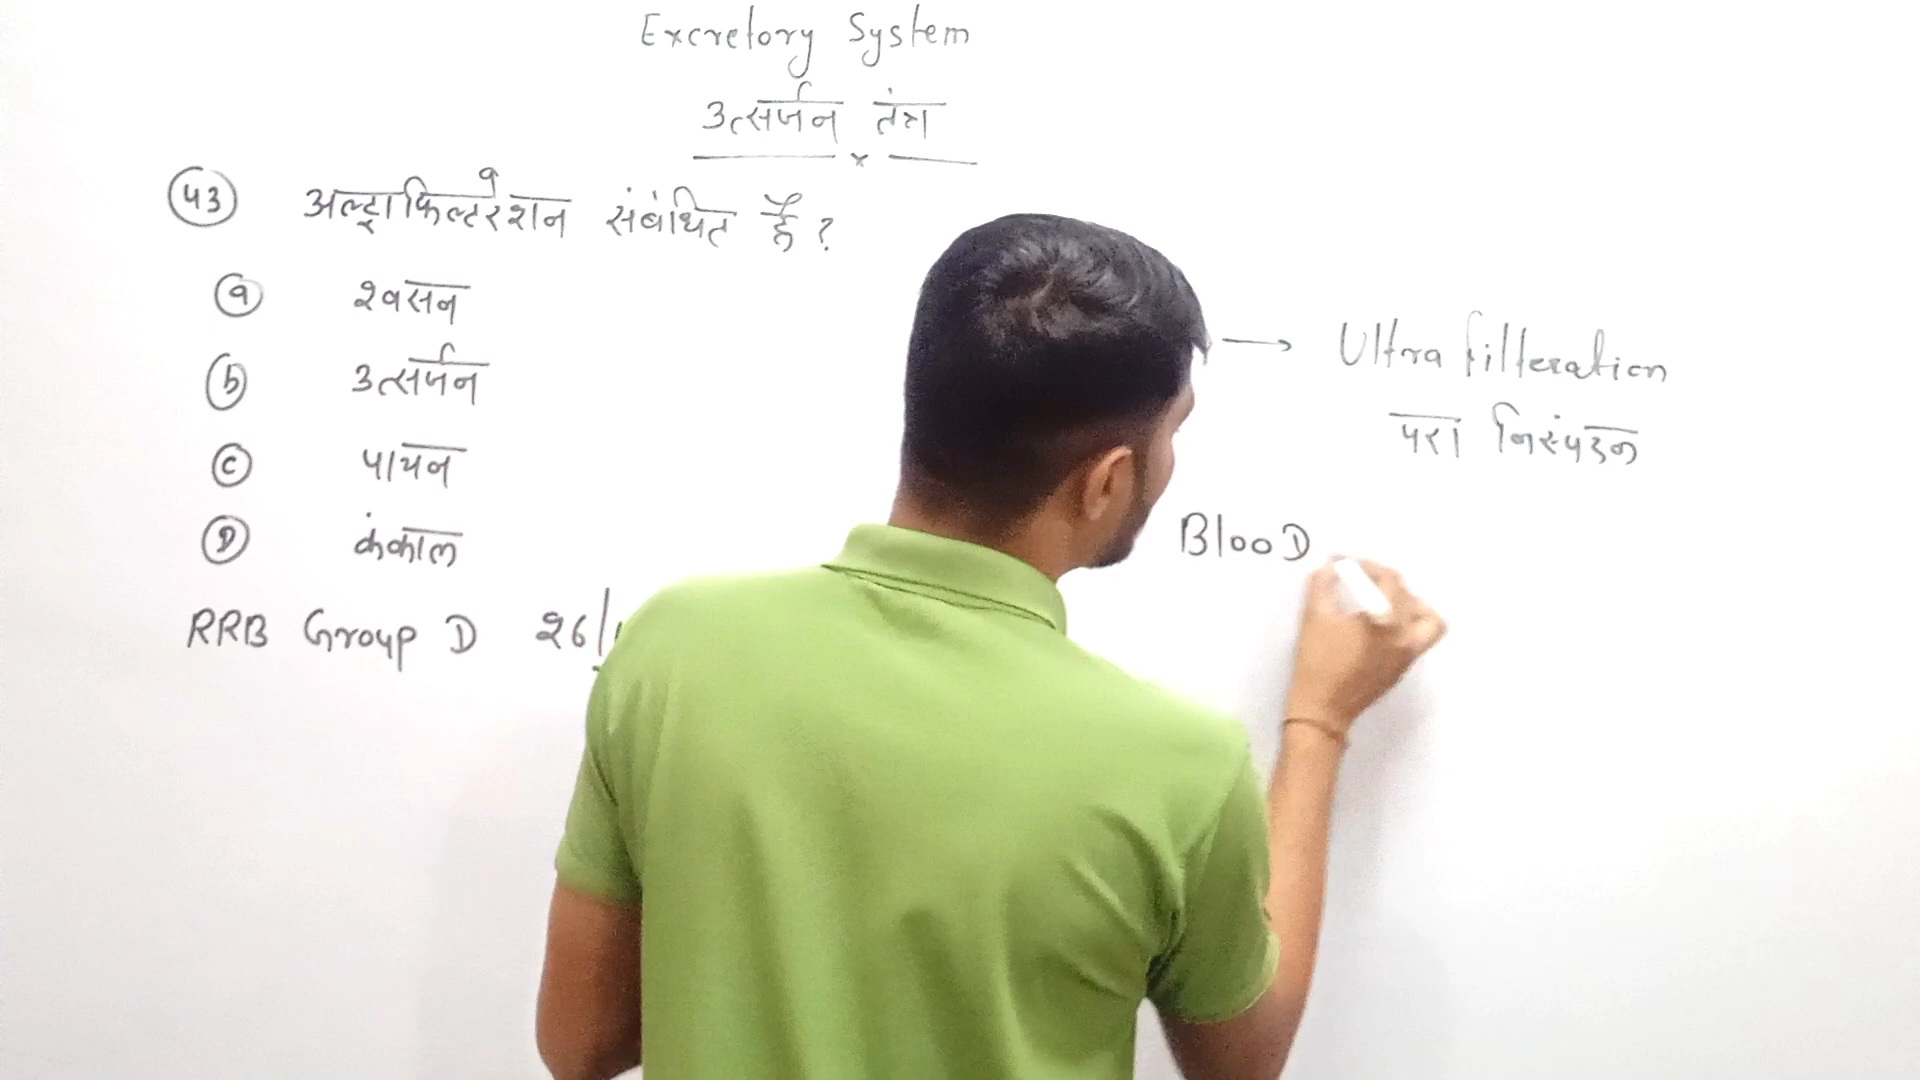 Excretory System
उत्सर्जन तंत्र
43 अल्ट्राफिल्टरेशन संबंधित है ?
a श्वसन
b उत्सर्जन
c पाचन
D कंकाल
RRB Group D 26/
→ Ultra filteration
परा निस्पंदन
BlooD